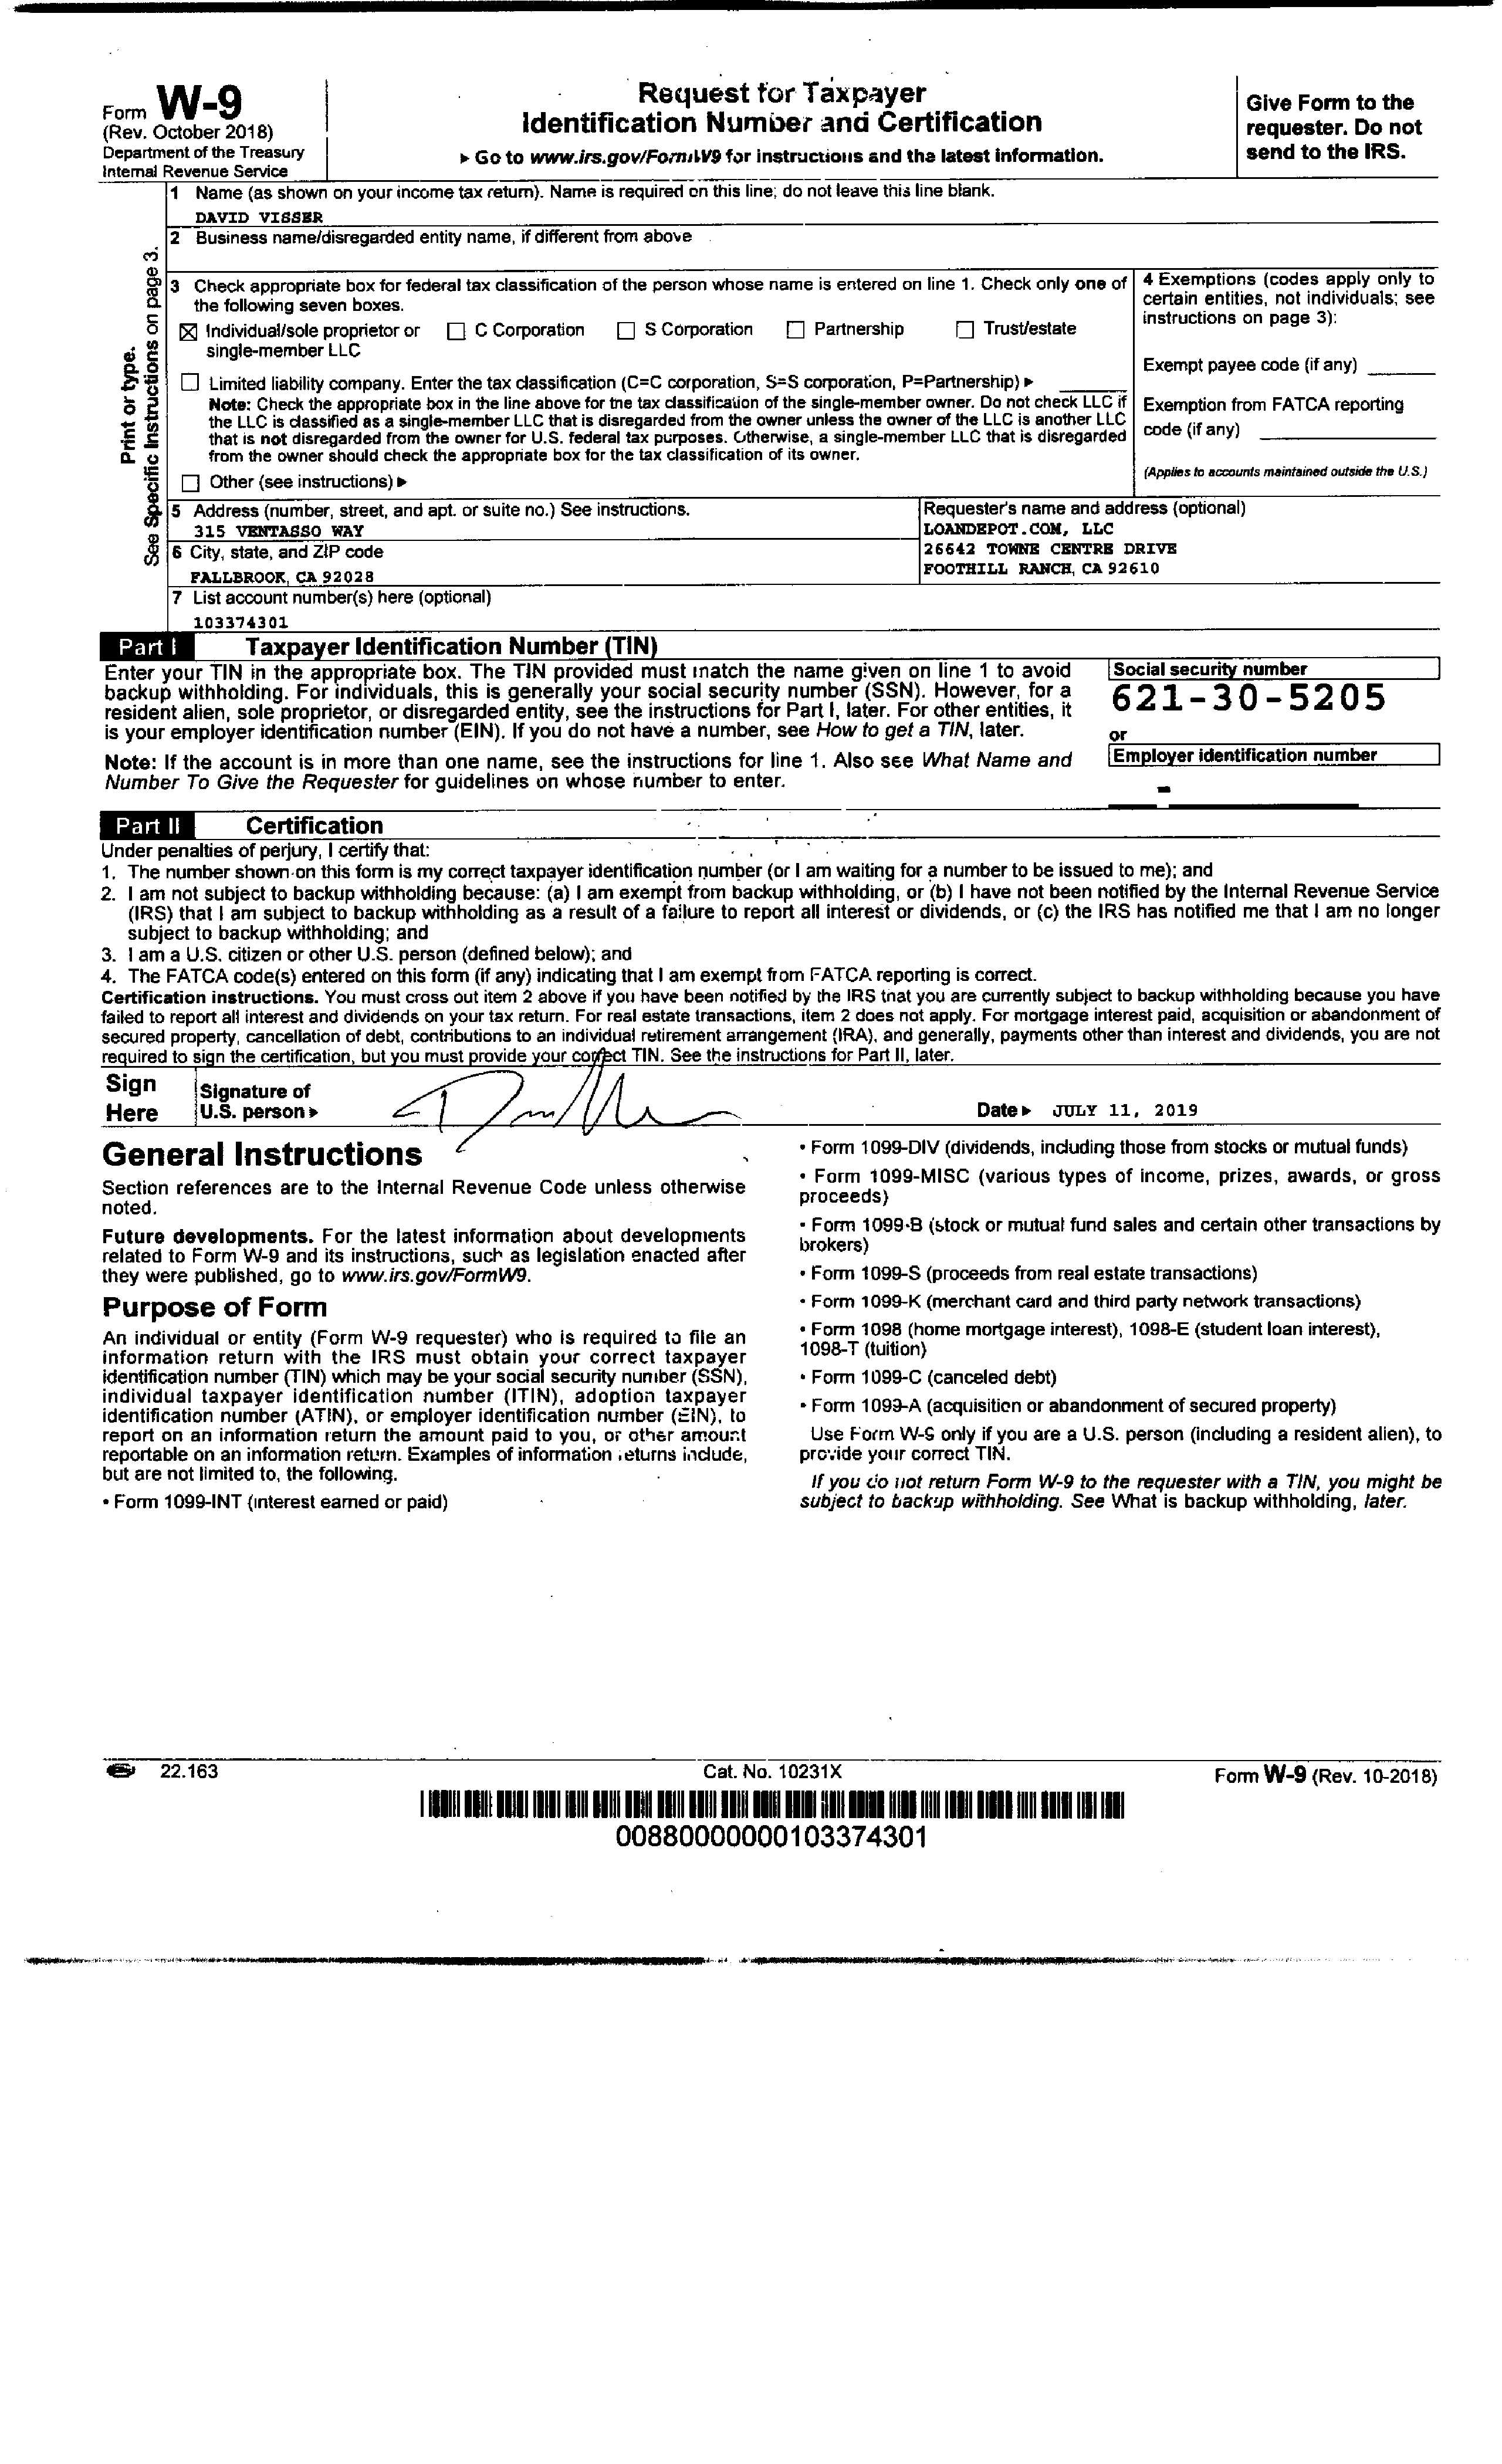 Form W-9
(Rev. October 2018)
Department of the Treasury
Internal Revenue Service
Request for Taxpayer
Identification Number and Certification
▶ Go to www.irs.gov/FormW9 for instructions and the latest information.
Give Form to the
requester. Do not
send to the IRS.
Print or type.
See Specific Instructions on page 3.
1 Name (as shown on your income tax return). Name is required on this line; do not leave this line blank.
DAVID VISSER
2 Business name/disregarded entity name, if different from above
3 Check appropriate box for federal tax classification of the person whose name is entered on line 1. Check only one of
the following seven boxes.
☒ Individual/sole proprietor or ☐ C Corporation ☐ S Corporation ☐ Partnership ☐ Trust/estate
single-member LLC
☐ Limited liability company. Enter the tax classification (C=C corporation, S=S corporation, P=Partnership) ▶
Note: Check the appropriate box in the line above for the tax classification of the single-member owner. Do not check LLC if
the LLC is classified as a single-member LLC that is disregarded from the owner unless the owner of the LLC is another LLC
that is not disregarded from the owner for U.S. federal tax purposes. Otherwise, a single-member LLC that is disregarded
from the owner should check the appropriate box for the tax classification of its owner.
☐ Other (see instructions) ▶
4 Exemptions (codes apply only to
certain entities, not individuals; see
instructions on page 3):
Exempt payee code (if any)
Exemption from FATCA reporting
code (if any)
(Applies to accounts maintained outside the U.S.)
5 Address (number, street, and apt. or suite no.) See instructions.
315 VENTASSO WAY
6 City, state, and ZIP code
FALLBROOK, CA 92028
Requester's name and address (optional)
LOANDEPOT.COM, LLC
26642 TOWNE CENTRE DRIVE
FOOTHILL RANCH, CA 92610
7 List account number(s) here (optional)
103374301
Part I Taxpayer Identification Number (TIN)
Enter your TIN in the appropriate box. The TIN provided must match the name given on line 1 to avoid
backup withholding. For individuals, this is generally your social security number (SSN). However, for a
resident alien, sole proprietor, or disregarded entity, see the instructions for Part I, later. For other entities, it
is your employer identification number (EIN). If you do not have a number, see How to get a TIN, later.
Note: If the account is in more than one name, see the instructions for line 1. Also see What Name and
Number To Give the Requester for guidelines on whose number to enter.
Social security number
621-30-5205
or
Employer identification number
-
Part II Certification
Under penalties of perjury, I certify that:
1. The number shown on this form is my correct taxpayer identification number (or I am waiting for a number to be issued to me); and
2. I am not subject to backup withholding because: (a) I am exempt from backup withholding, or (b) I have not been notified by the Internal Revenue Service
(IRS) that I am subject to backup withholding as a result of a failure to report all interest or dividends, or (c) the IRS has notified me that I am no longer
subject to backup withholding; and
3. I am a U.S. citizen or other U.S. person (defined below); and
4. The FATCA code(s) entered on this form (if any) indicating that I am exempt from FATCA reporting is correct.
Certification instructions. You must cross out item 2 above if you have been notified by the IRS that you are currently subject to backup withholding because you have
failed to report all interest and dividends on your tax return. For real estate transactions, item 2 does not apply. For mortgage interest paid, acquisition or abandonment of
secured property, cancellation of debt, contributions to an individual retirement arrangement (IRA), and generally, payments other than interest and dividends, you are not
required to sign the certification, but you must provide your correct TIN. See the instructions for Part II, later.
Sign
Here
Signature of
U.S. person ▶
Date ▶ JULY 11, 2019
General Instructions
Section references are to the Internal Revenue Code unless otherwise
noted.
Future developments. For the latest information about developments
related to Form W-9 and its instructions, such as legislation enacted after
they were published, go to www.irs.gov/FormW9.
Purpose of Form
An individual or entity (Form W-9 requester) who is required to file an
information return with the IRS must obtain your correct taxpayer
identification number (TIN) which may be your social security number (SSN),
individual taxpayer identification number (ITIN), adoption taxpayer
identification number (ATIN), or employer identification number (EIN), to
report on an information return the amount paid to you, or other amount
reportable on an information return. Examples of information returns include,
but are not limited to, the following.
• Form 1099-INT (interest earned or paid)
• Form 1099-DIV (dividends, including those from stocks or mutual funds)
• Form 1099-MISC (various types of income, prizes, awards, or gross
proceeds)
• Form 1099-B (stock or mutual fund sales and certain other transactions by
brokers)
• Form 1099-S (proceeds from real estate transactions)
• Form 1099-K (merchant card and third party network transactions)
• Form 1098 (home mortgage interest), 1098-E (student loan interest),
1098-T (tuition)
• Form 1099-C (canceled debt)
• Form 1099-A (acquisition or abandonment of secured property)
Use Form W-9 only if you are a U.S. person (including a resident alien), to
provide your correct TIN.
If you do not return Form W-9 to the requester with a TIN, you might be
subject to backup withholding. See What is backup withholding, later.
22.163
Cat. No. 10231X
Form W-9 (Rev. 10-2018)
00880000000103374301